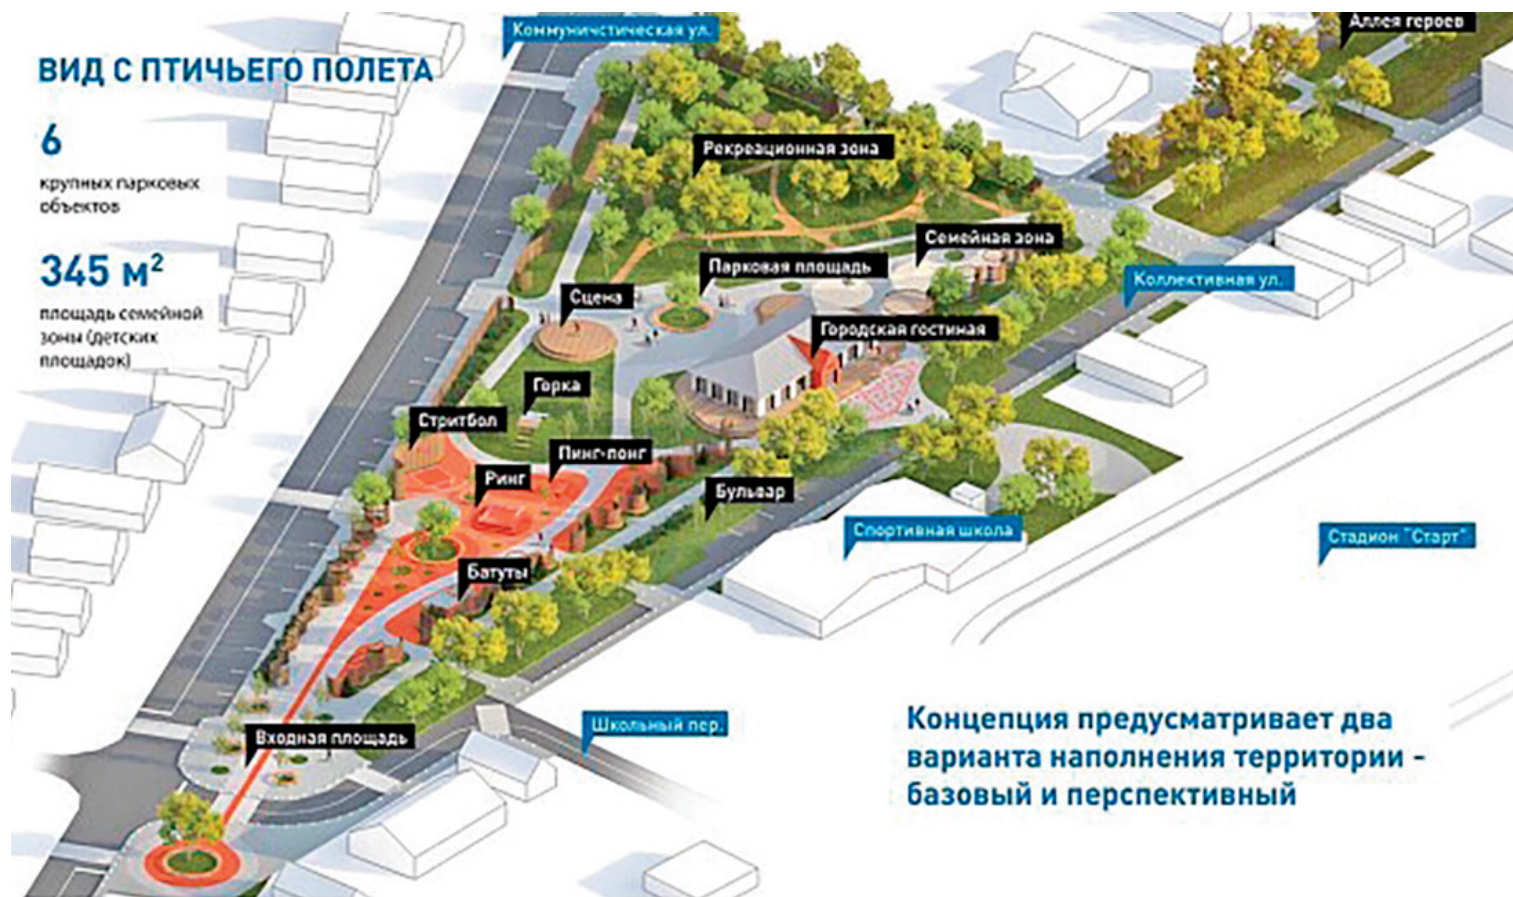 Коммуничстическая ул.
Аллея героев
ВИД С ПТИЧЬЕГО ПОЛЕТА
6
крупных парковых
объектов
345 м²
площадь семейной
зоны (детских
площадок)
Рекреационная зона
Семейная зона
Парковая площадь
Коллективная ул.
Сцена
Городская гостиная
Горка
Стритбол
Пинг-понг
Ринг
Бульвар
Спортивная школа
Стадион "Старт"
Батуты
Школьный пер.
Входная площадь
Концепция предусматривает два
варианта наполнения территории -
базовый и перспективный